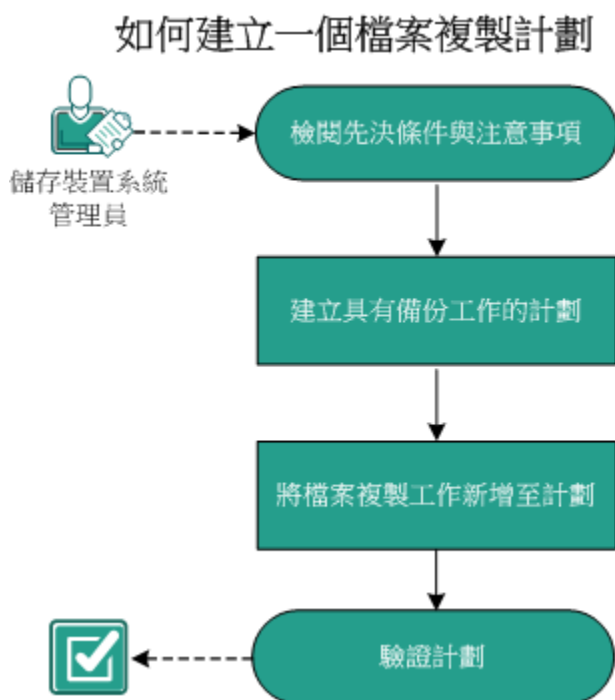 如何建立一個檔案複製計劃
檢閱先決條件與注意事項
儲存裝置系統
管理員
建立具有備份工作的計劃
將檔案複製工作新增至計劃
驗證計劃